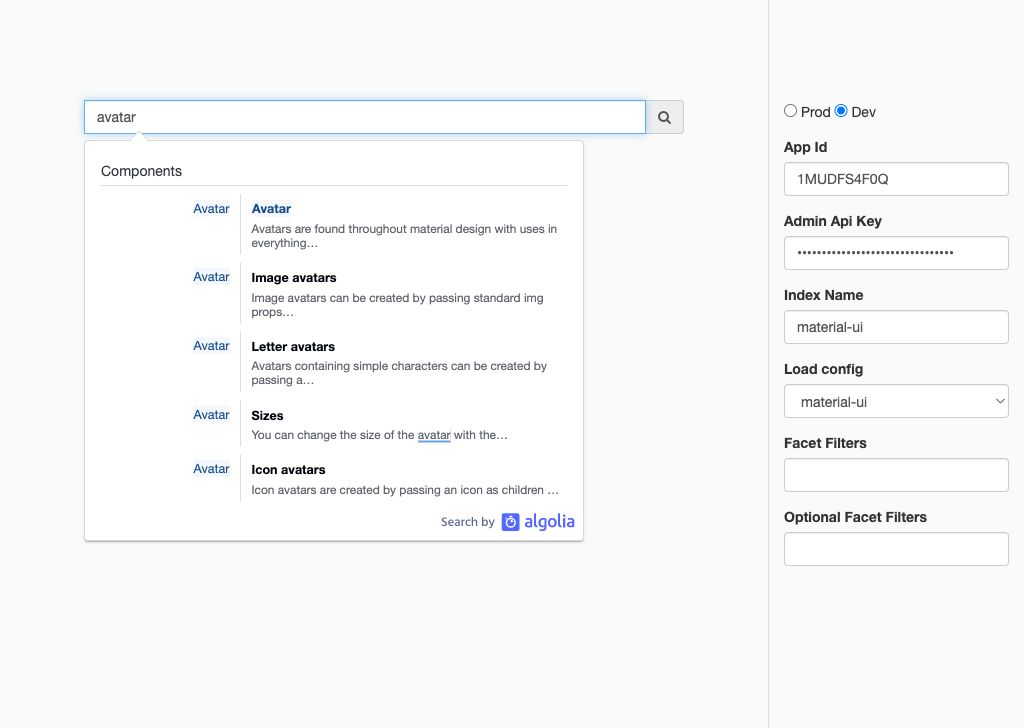 avatar
Components
Avatar
Avatar
Avatars are found throughout material design with uses in
everything…
Avatar
Image avatars
Image avatars can be created by passing standard img
props…
Avatar
Letter avatars
Avatars containing simple characters can be created by
passing a…
Avatar
Sizes
You can change the size of the avatar with the…
Avatar
Icon avatars
Icon avatars are created by passing an icon as children …
Search by algolia
Prod Dev
App Id
1MUDFS4F0Q
Admin Api Key
••••••••••••••••••••••••••••••••
Index Name
material-ui
Load config
material-ui
Facet Filters
Optional Facet Filters